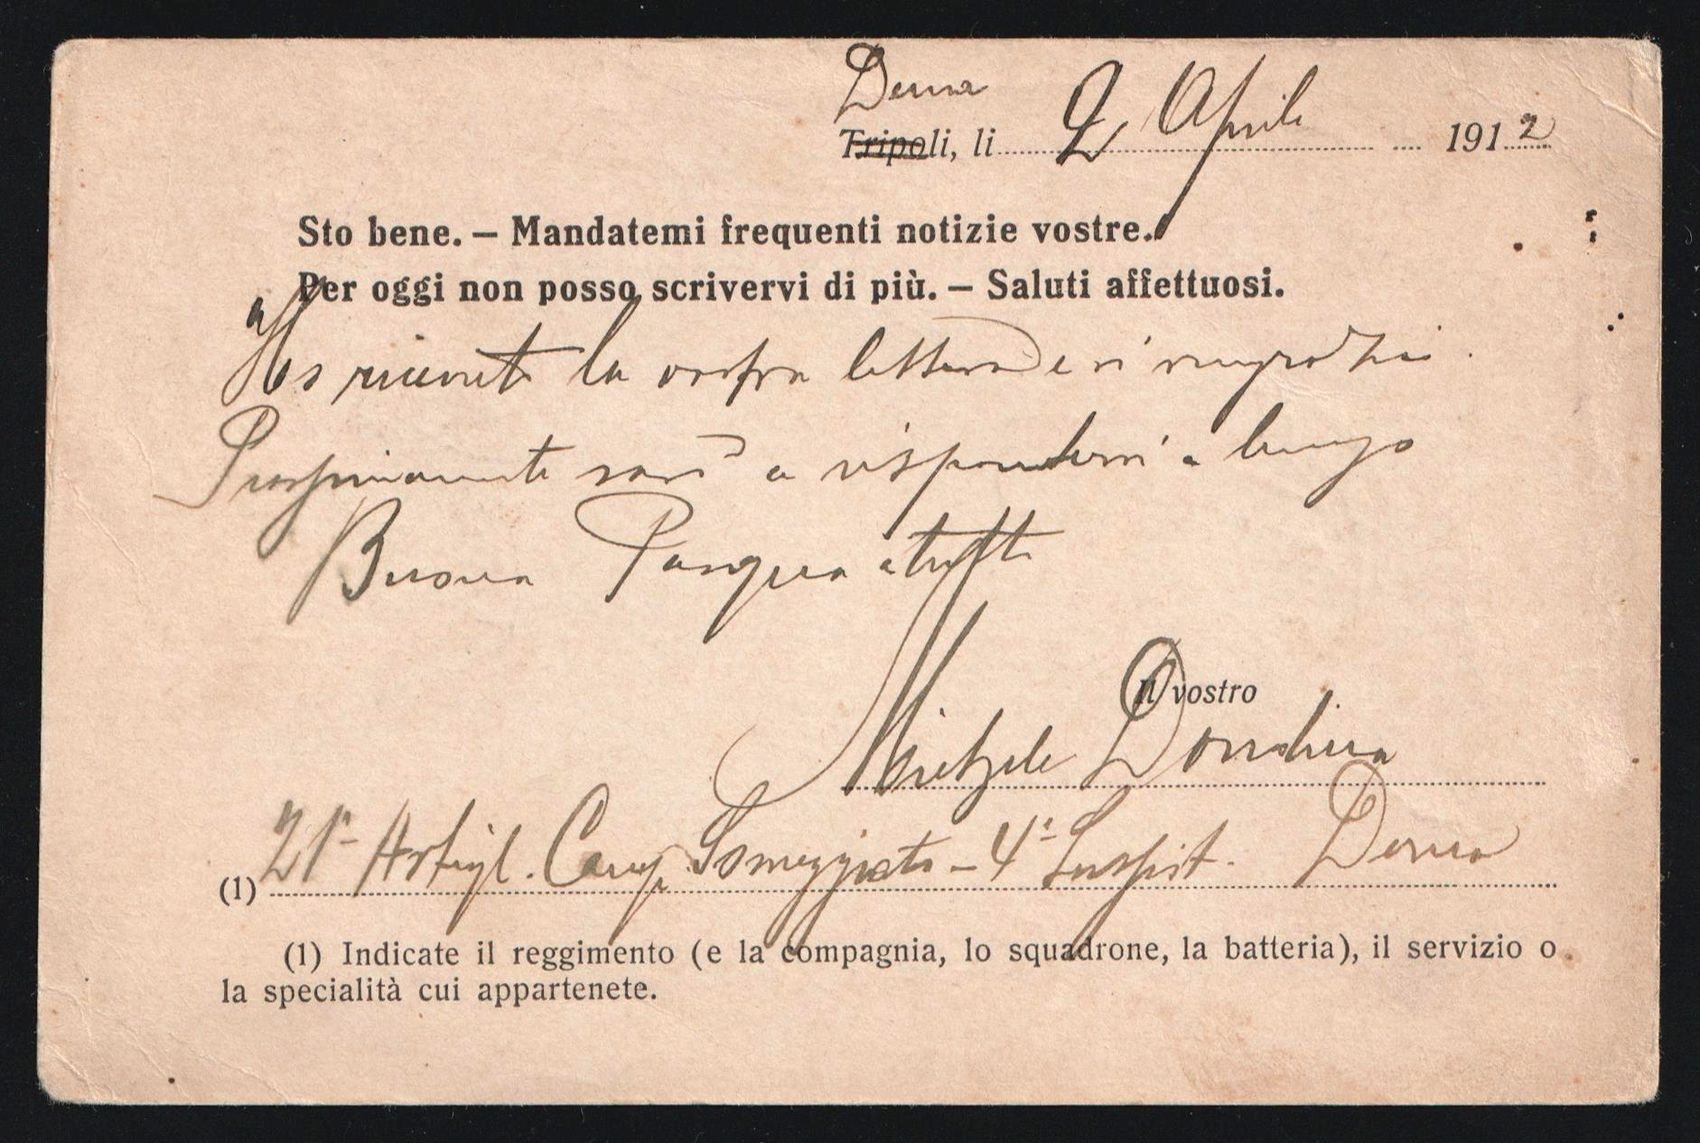 Derna
Tripoli, li 2 Aprile 1912
Sto bene. — Mandatemi frequenti notizie vostre.
Per oggi non posso scrivervi di più. — Saluti affettuosi.
Ho ricevuto la vostra lettera e vi ringrazio.
Prossimamente sarò a rispondervi a lungo
Buona Pasqua a tutti
Il vostro
Michele
(1) 21° Artigl. Camp. Someggiata – 4ª Derna
(1) Indicate il reggimento (e la compagnia, lo squadrone, la batteria), il servizio o
la specialità cui appartenete.